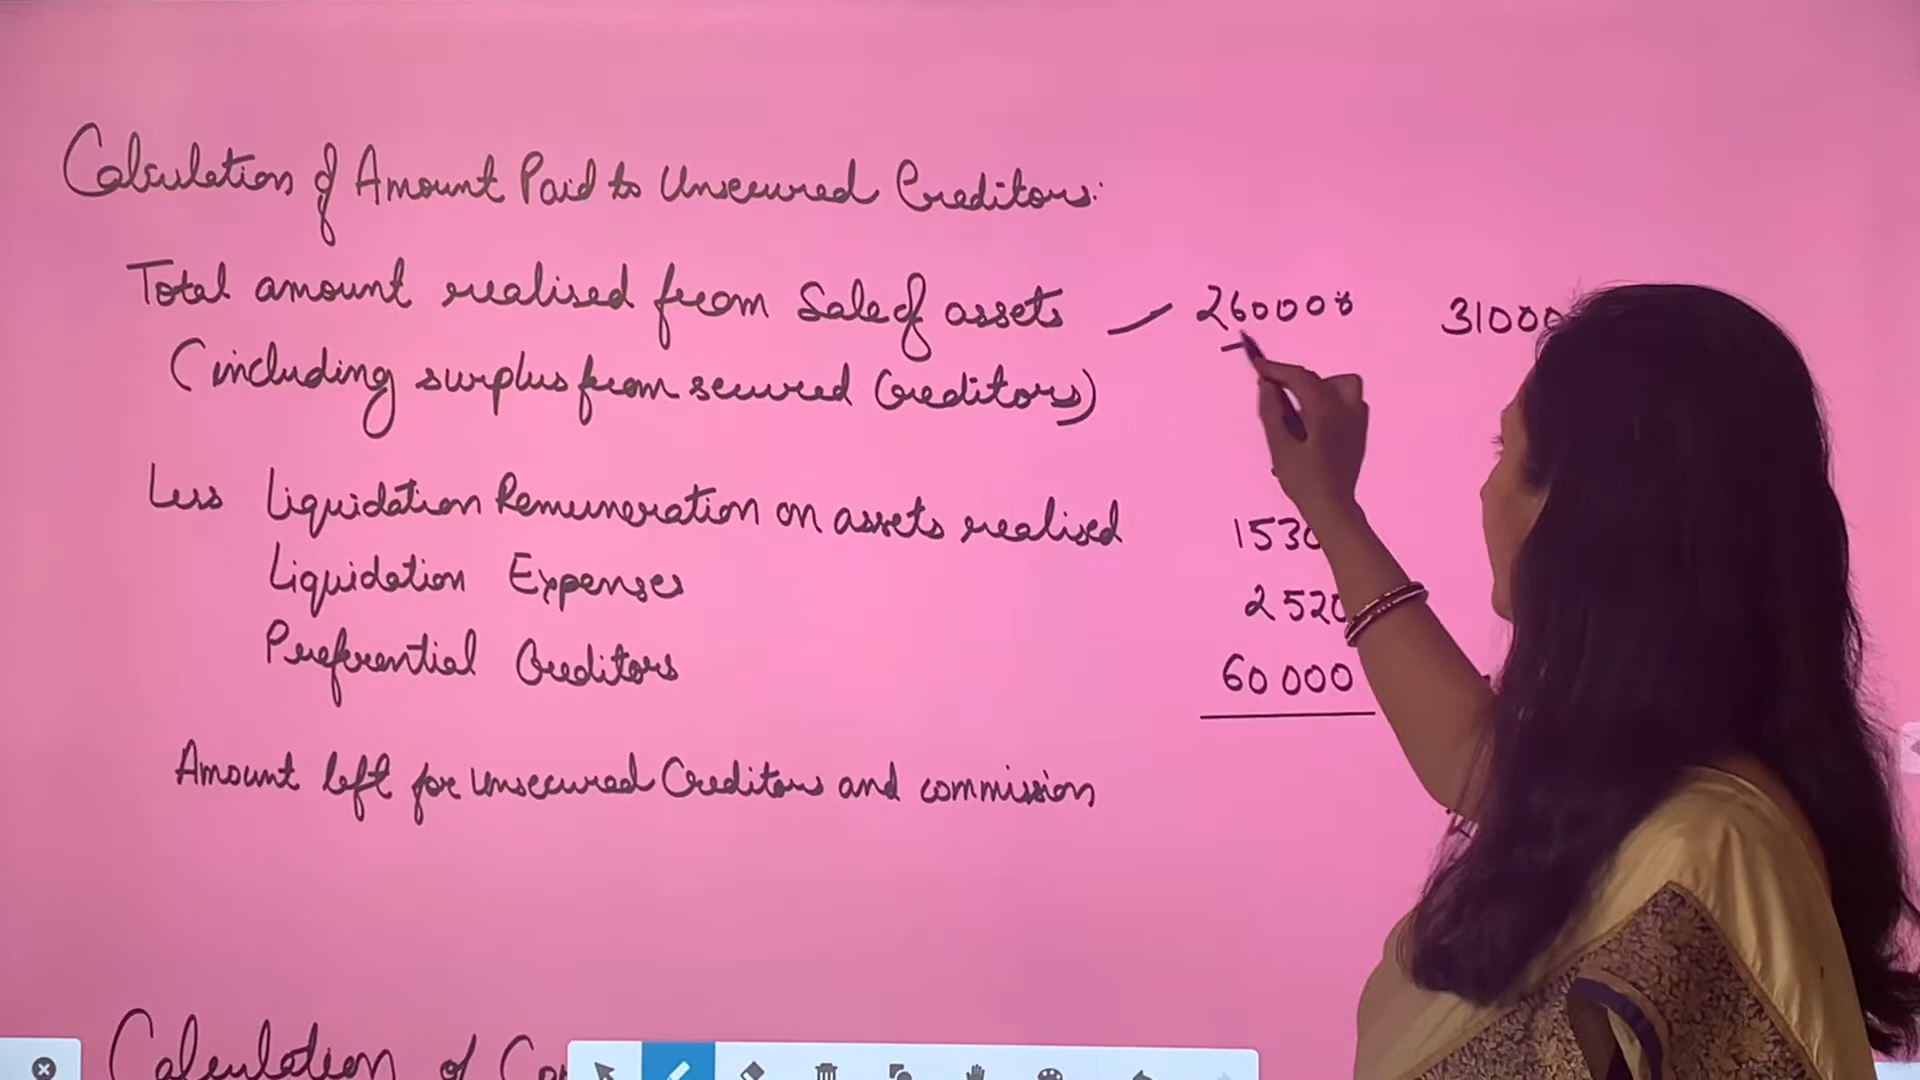 Calculation of Amount Paid to Unsecured Creditors:
Total amount realised from Sale of assets 260000
(including surplus from secured Creditors)
Less Liquidation Remuneration on assets realised
Liquidation Expenses
Preferential Creditors 60000
Amount left for Unsecured Creditors and commission
Calculation of